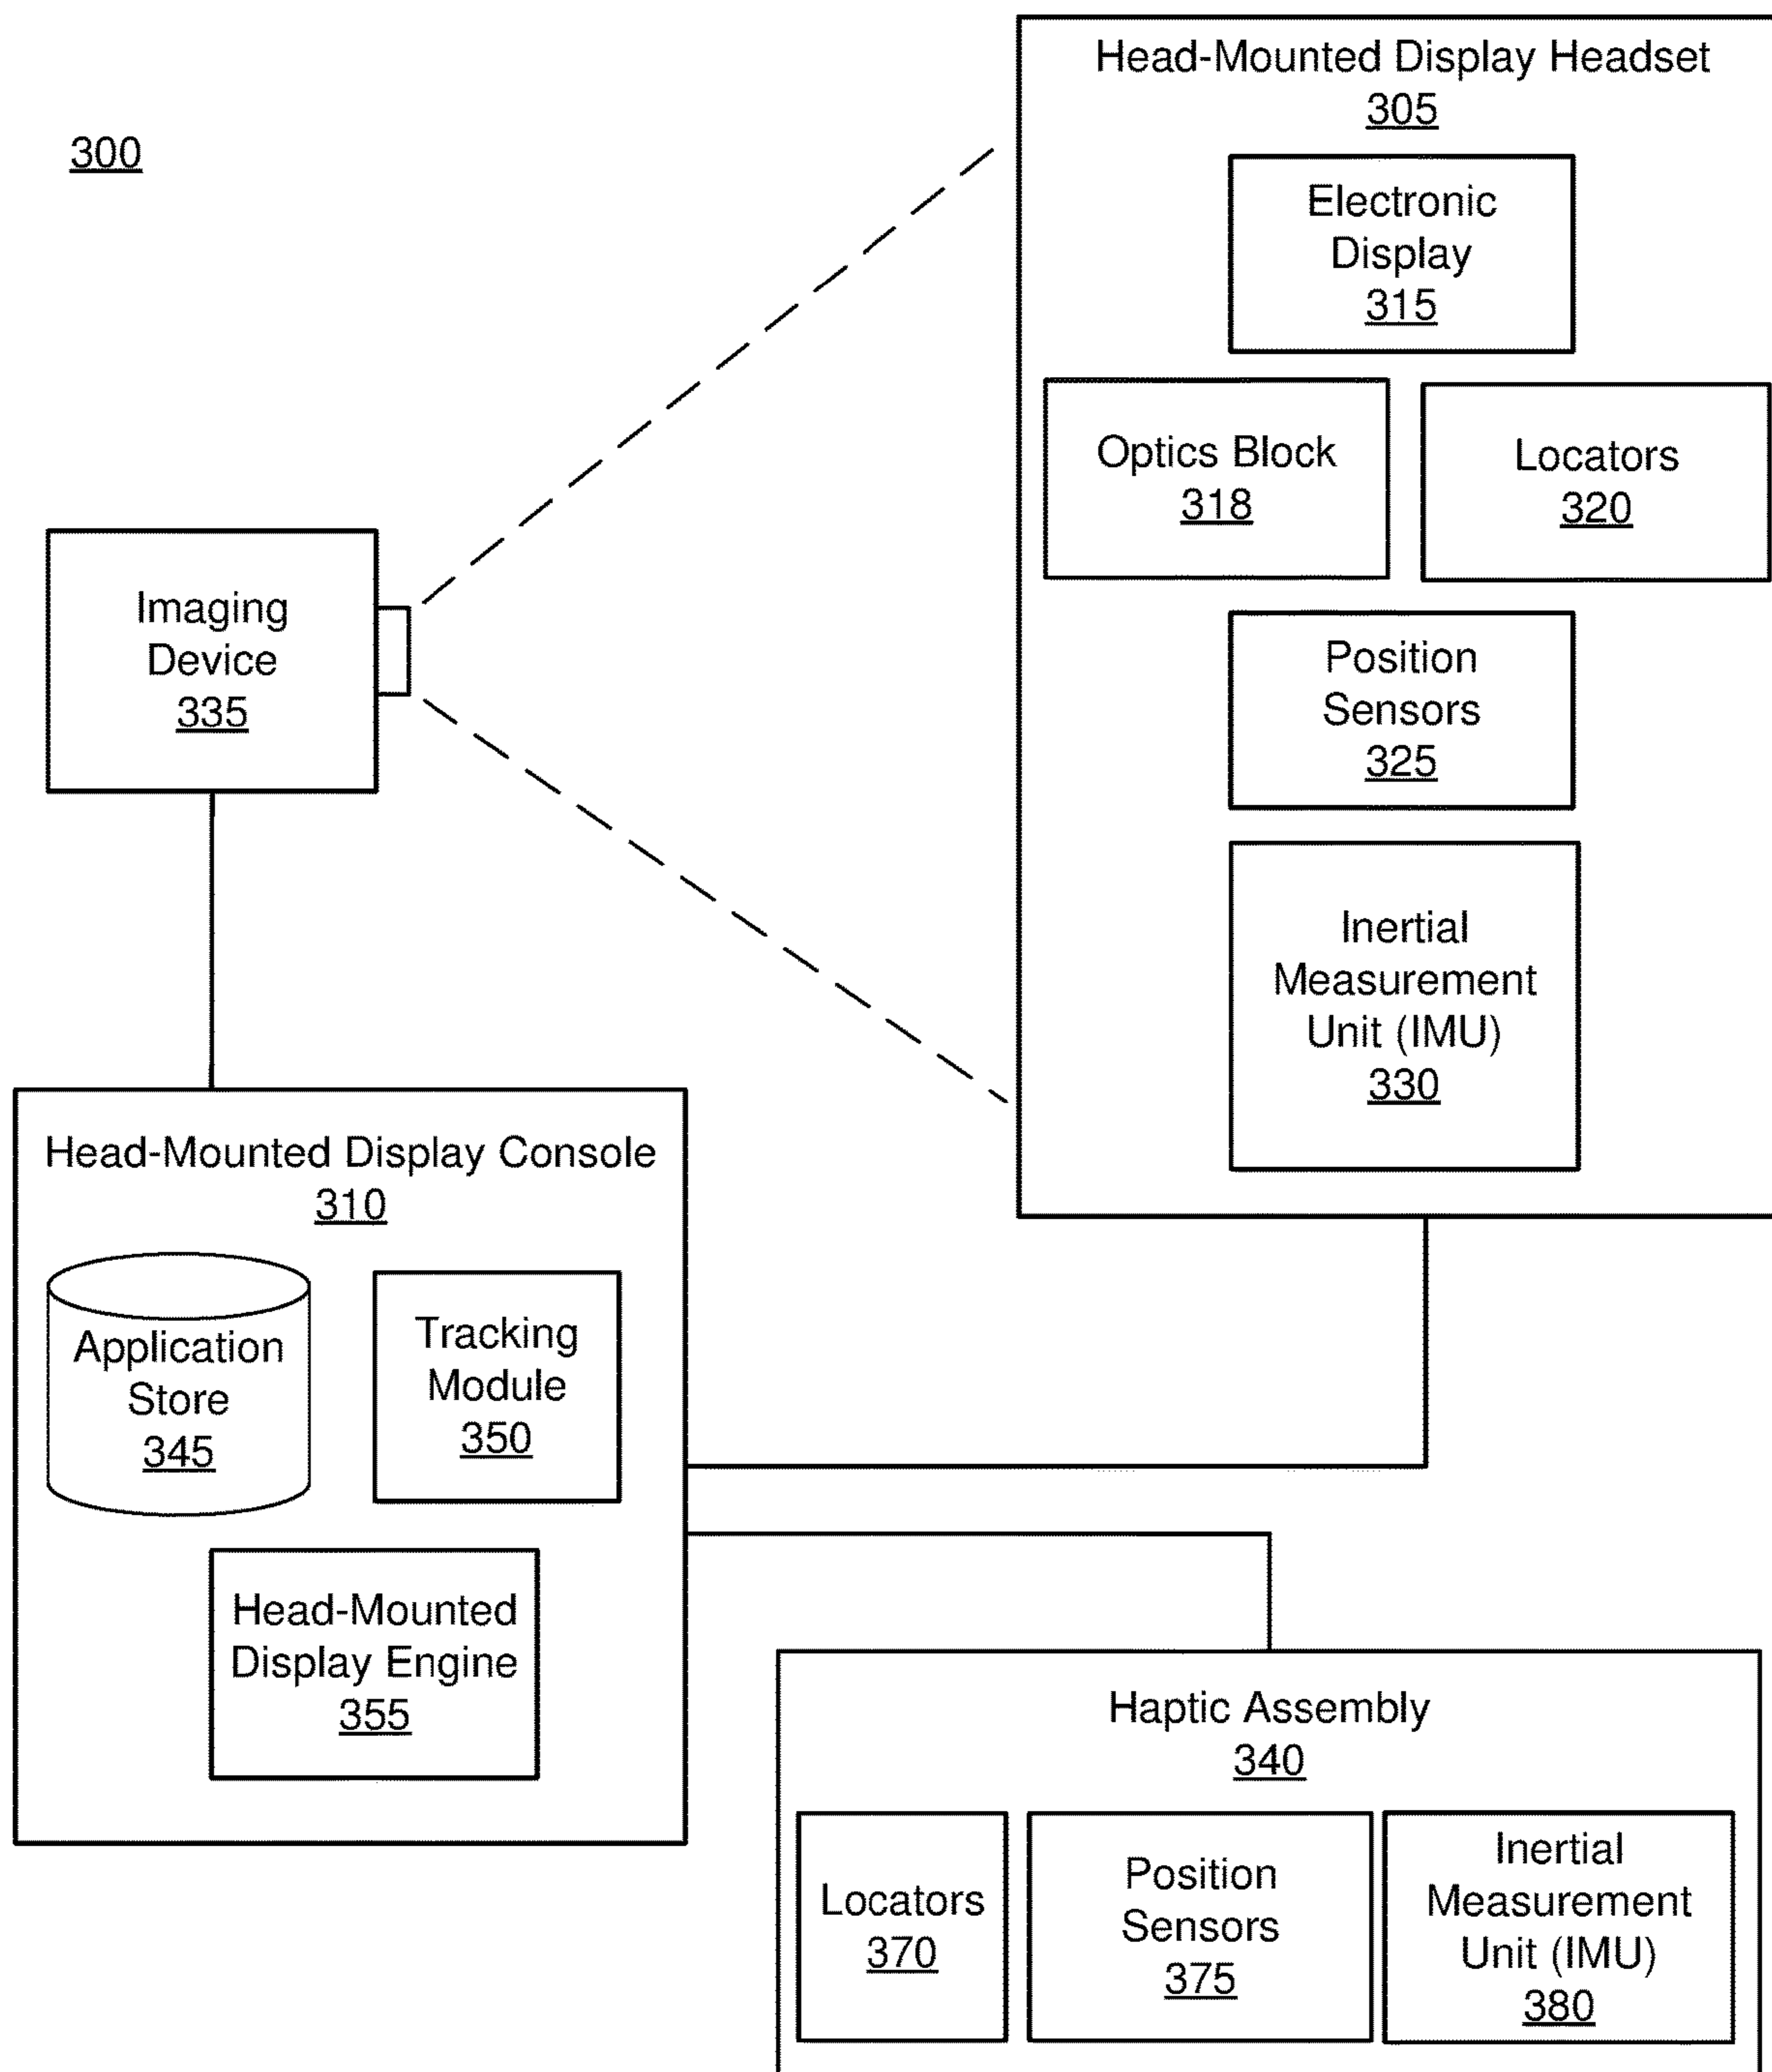 300
Head-Mounted Display Headset
305
Electronic
Display
315
Optics Block
318
Locators
320
Position
Sensors
325
Inertial
Measurement
Unit (IMU)
330
Imaging
Device
335
Head-Mounted Display Console
310
Application
Store
345
Tracking
Module
350
Head-Mounted
Display Engine
355
Haptic Assembly
340
Locators
370
Position
Sensors
375
Inertial
Measurement
Unit (IMU)
380